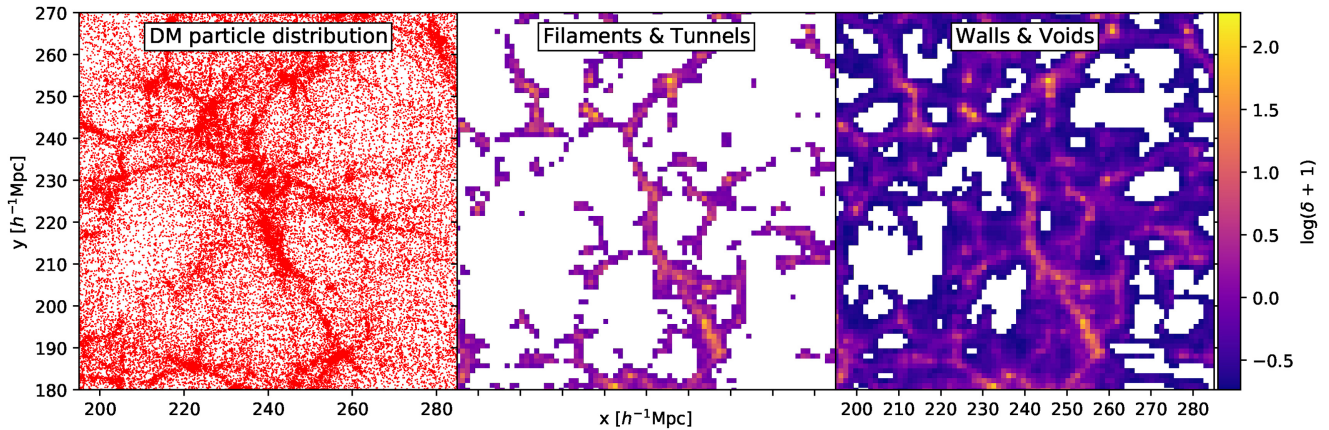 DM particle distribution
Filaments & Tunnels
Walls & Voids
270
260
250
240
230
220
210
200
190
180
y [h⁻¹Mpc]
200 220 240 260 280
x [h⁻¹Mpc]
200 210 220 230 240 250 260 270 280
2.0
1.5
1.0
0.5
0.0
−0.5
log(δ + 1)